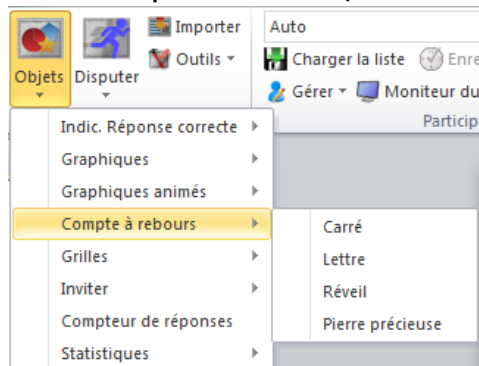 Importer
Auto
Outils
Charger la liste
Objets
Disputer
Gérer
Moniteur du
Indic. Réponse correcte
Graphiques
Graphiques animés
Compte à rebours
Carré
Grilles
Lettre
Inviter
Réveil
Compteur de réponses
Pierre précieuse
Statistiques